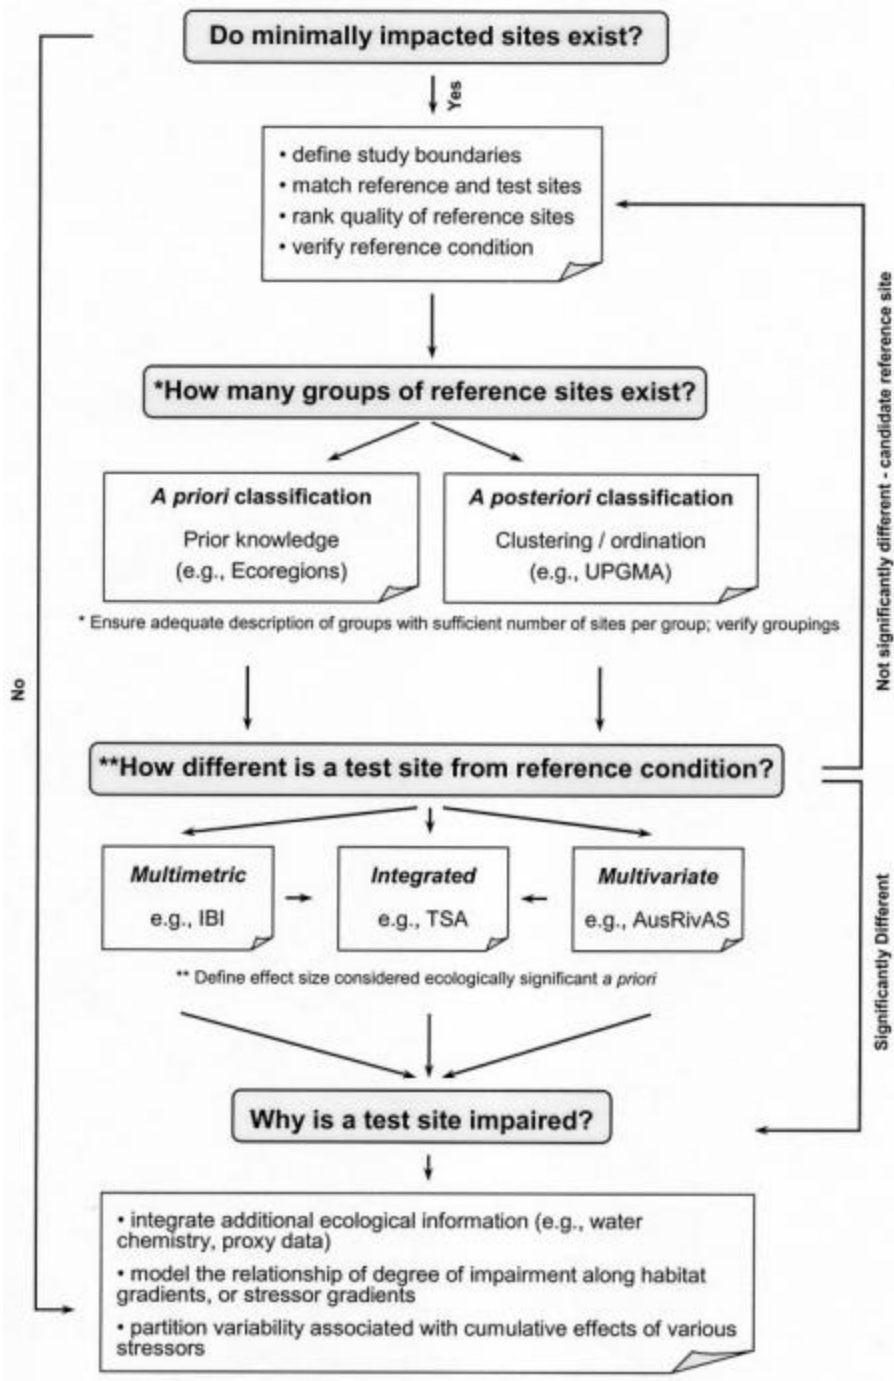 Do minimally impacted sites exist?
Yes
• define study boundaries
• match reference and test sites
• rank quality of reference sites
• verify reference condition
*How many groups of reference sites exist?
A priori classification
Prior knowledge
(e.g., Ecoregions)
A posteriori classification
Clustering / ordination
(e.g., UPGMA)
* Ensure adequate description of groups with sufficient number of sites per group; verify groupings
No
Not significantly different - candidate reference site
**How different is a test site from reference condition?
Multimetric
e.g., IBI
Integrated
e.g., TSA
Multivariate
e.g., AusRivAS
** Define effect size considered ecologically significant a priori
Significantly Different
Why is a test site impaired?
• integrate additional ecological information (e.g., water
chemistry, proxy data)
• model the relationship of degree of impairment along habitat
gradients, or stressor gradients
• partition variability associated with cumulative effects of various
stressors